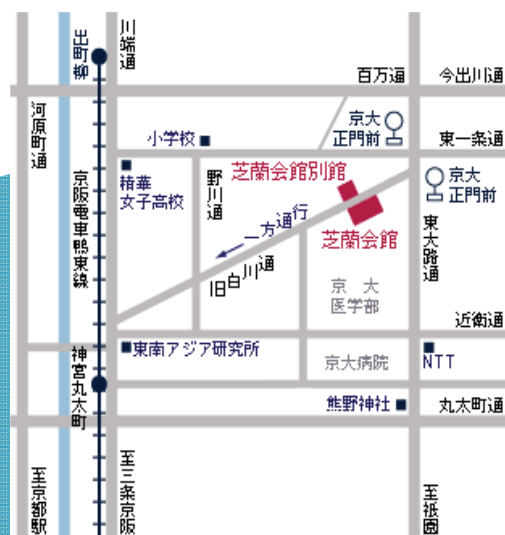 出町柳
川端通
百万通
今出川通
河原町通
小学校
京大
正門前
東一条通
精華
女子高校
野川通
芝蘭会館別館
京大
正門前
京阪電車鴨東線
一方通行
芝蘭会館
東大路通
旧白川通
京大
医学部
近衛通
東南アジア研究所
京大病院
NTT
神宮丸太町
熊野神社
丸太町通
至京都駅
至三条京阪
至祇園